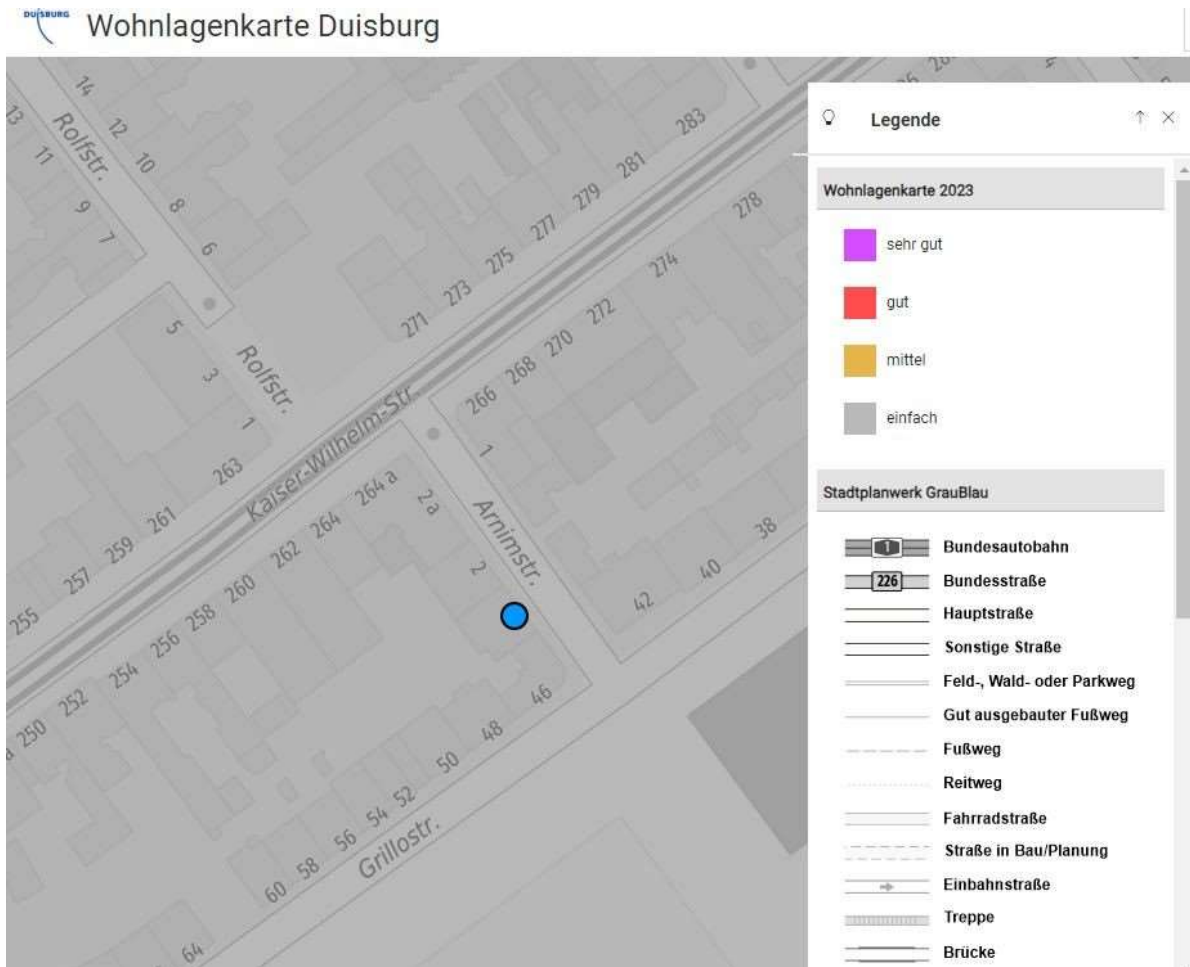 DUISBURG
Wohnlagenkarte Duisburg
Legende
Wohnlagenkarte 2023
sehr gut
gut
mittel
einfach
Stadtplanwerk GrauBlau
1
Bundesautobahn
226
Bundesstraße
Hauptstraße
Sonstige Straße
Feld-, Wald- oder Parkweg
Gut ausgebauter Fußweg
Fußweg
Reitweg
Fahrradstraße
Straße in Bau/Planung
Einbahnstraße
Treppe
Brücke
14
12
10
8
6
13
11
9
7
Rolfstr.
5
3
1
Rolfstr.
283
281
279
277
275
273
271
278
274
272
270
268
266
1
Kaiser-Wilhelm-Str.
263
261
259
257
255
264 a
264
262
260
258
256
254
252
250
2 a
2
Arnimstr.
38
40
42
46
48
50
52
54
56
58
60
64
Grillostr.